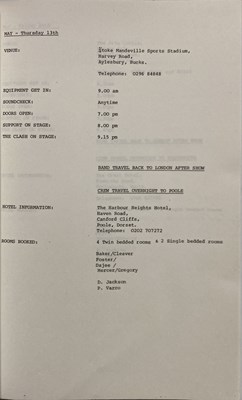 MAY - Thursday 13th
VENUE: Stoke Mandeville Sports Stadium,
Harvey Road,
Aylesbury, Bucks.
Telephone: 0296 84848
EQUIPMENT GET IN: 9.00 am
SOUNDCHECK: Anytime
DOORS OPEN: 7.00 pm
SUPPORT ON STAGE: 8.00 pm
THE CLASH ON STAGE: 9.15 pm
BAND TRAVEL BACK TO LONDON AFTER SHOW
CREW TRAVEL OVERNIGHT TO POOLE
HOTEL INFORMATION: The Harbour Heights Hotel,
Haven Road,
Canford Cliffs,
Poole, Dorset.
Telephone: 0202 707272
ROOMS BOOKED: 4 Twin bedded rooms + 2 Single bedded rooms
Bater/Cleaver
Foster/
Dajee /
Mercer/Gregory
D. Jackson
P. Varro